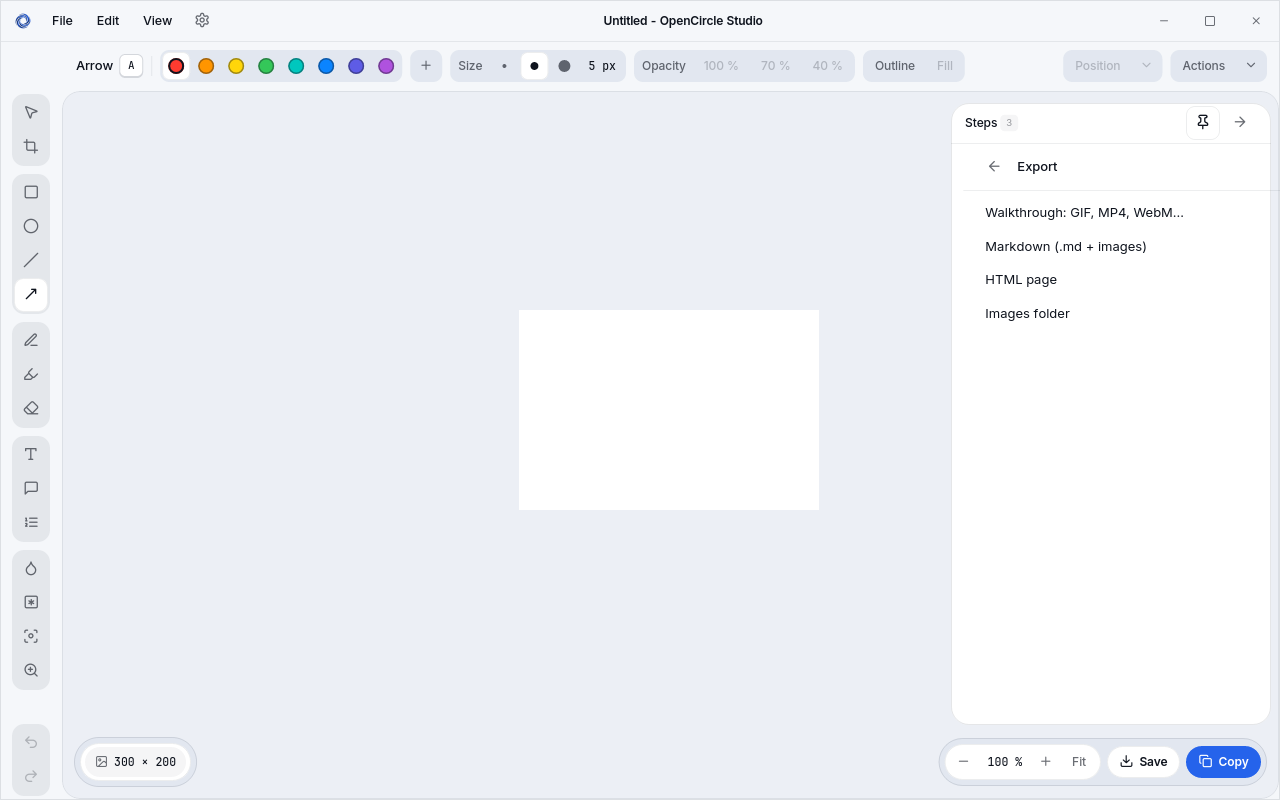 File Edit View Untitled - OpenCircle Studio
Arrow A Size 5 px Opacity 100 % 70 % 40 % Outline Fill Position Actions
Steps 3
Export
Walkthrough: GIF, MP4, WebM...
Markdown (.md + images)
HTML page
Images folder
300 × 200 100 % Fit Save Copy